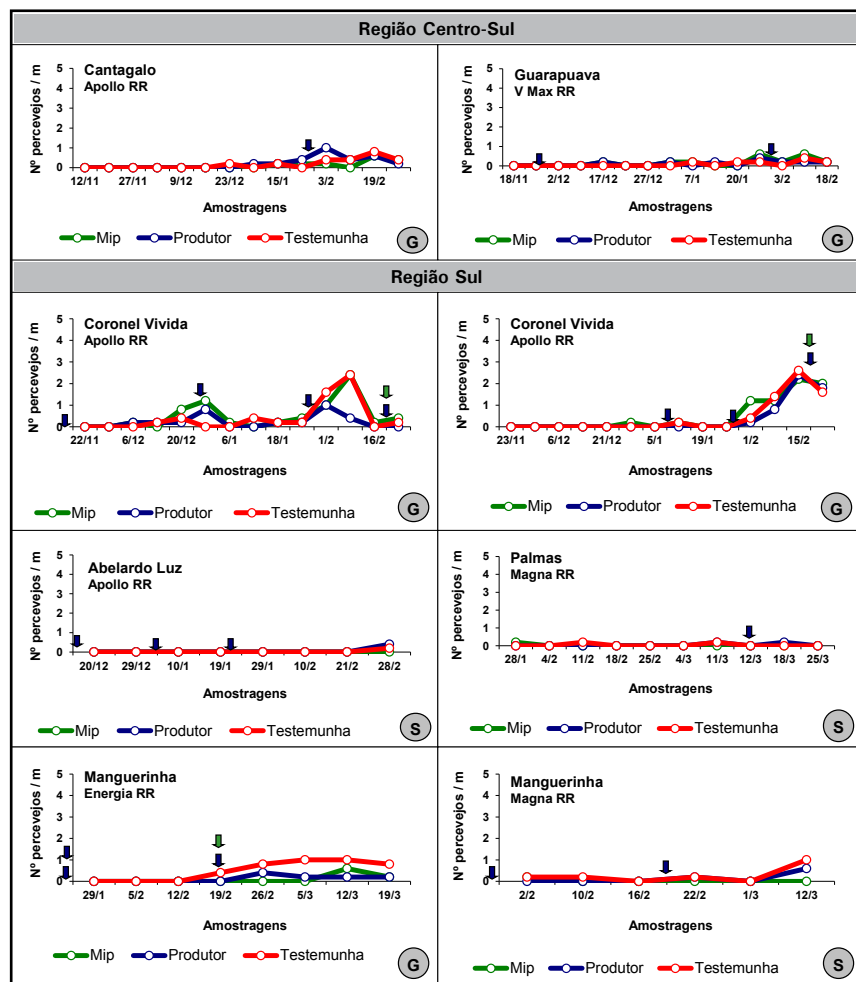 Região Centro-Sul
Cantagalo
Apollo RR
Nº percevejos / m
5
4
3
2
1
0
12/11 27/11 9/12 23/12 15/1 3/2 19/2
Amostragens
Mip Produtor Testemunha
G
Guarapuava
V Max RR
Nº percevejos / m
5
4
3
2
1
0
18/11 2/12 17/12 27/12 7/1 20/1 3/2 18/2
Amostragens
Mip Produtor Testemunha
G
Região Sul
Coronel Vivida
Apollo RR
Nº percevejos / m
5
4
3
2
1
0
22/11 6/12 20/12 6/1 18/1 1/2 16/2
Amostragens
Mip Produtor Testemunha
G
Coronel Vivida
Apollo RR
Nº percevejos / m
5
4
3
2
1
0
23/11 6/12 21/12 5/1 19/1 1/2 15/2
Amostragens
Mip Produtor Testemunha
G
Abelardo Luz
Apollo RR
Nº percevejos / m
5
4
3
2
1
0
20/12 29/12 10/1 19/1 29/1 10/2 21/2 28/2
Amostragens
Mip Produtor Testemunha
S
Palmas
Magna RR
Nº percevejos / m
5
4
3
2
1
0
28/1 4/2 11/2 18/2 25/2 4/3 11/3 12/3 18/3 25/3
Amostragens
Mip Produtor Testemunha
S
Manguerinha
Energia RR
Nº percevejos / m
5
4
3
2
1
0
29/1 5/2 12/2 19/2 26/2 5/3 12/3 19/3
Amostragens
Mip Produtor Testemunha
G
Manguerinha
Magna RR
Nº percevejos / m
5
4
3
2
1
0
2/2 10/2 16/2 22/2 1/3 12/3
Amostragens
Mip Produtor Testemunha
S